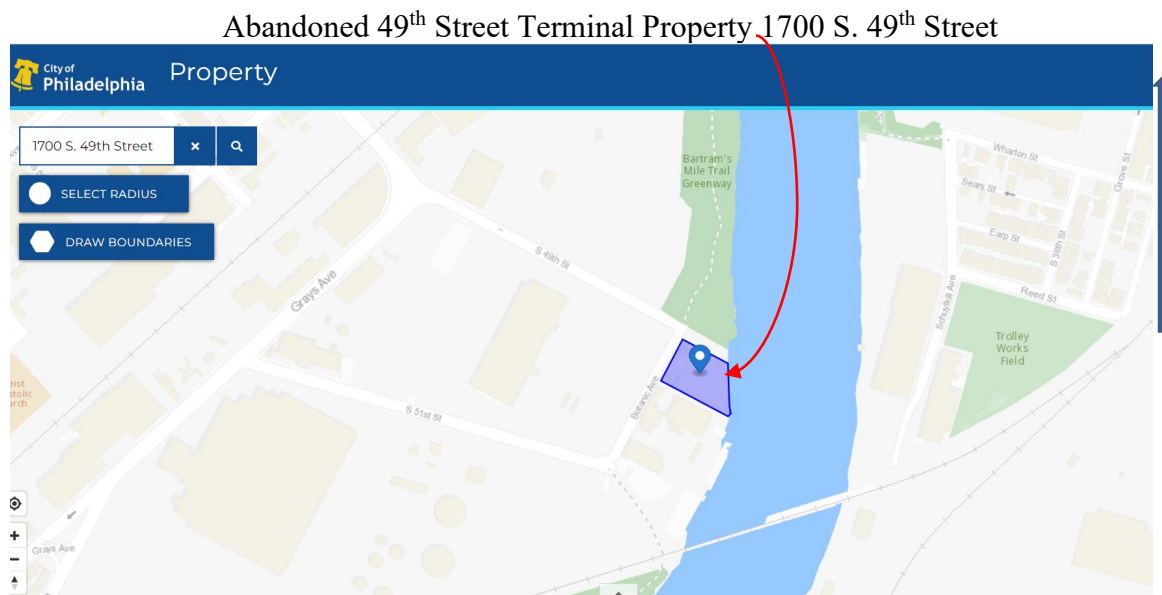 Abandoned 49th Street Terminal Property 1700 S. 49th Street
City of
Philadelphia
Property
1700 S. 49th Street
SELECT RADIUS
DRAW BOUNDARIES
Bartram's
Mile Trail
Greenway
Wharton St
Grove St
Sears St
Earp St
S 36th St
Reed St
Schuylkill Ave
Trolley
Works
Field
S 49th St
Grays Ave
Botanic Ave
S 51st St
Grays Ave